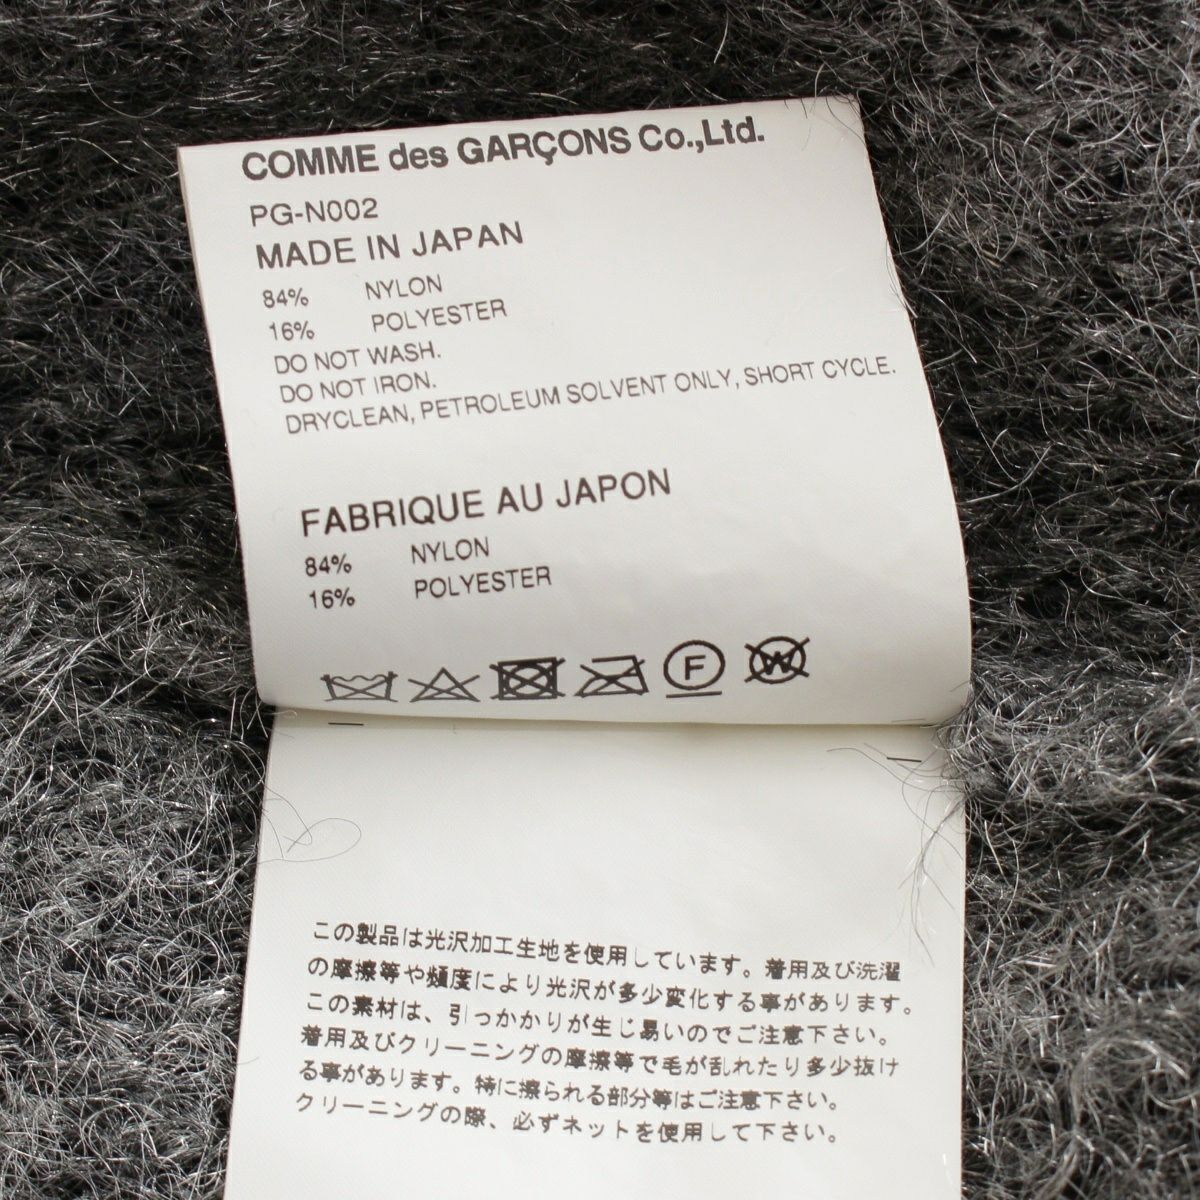 COMME des GARÇONS Co.,Ltd.
PG-N002
MADE IN JAPAN
84% NYLON
16% POLYESTER
DO NOT WASH.
DO NOT IRON.
DRYCLEAN, PETROLEUM SOLVENT ONLY, SHORT CYCLE.
FABRIQUE AU JAPON
84% NYLON
16% POLYESTER
F W
この製品は光沢加工生地を使用しています。着用及び洗濯
の摩擦等や頻度により光沢が多少変化する事があります。
この素材は、引っかかりが生じ易いのでご注意下さい。
着用及びクリーニングの摩擦等で毛が乱れたり多少抜け
る事があります。特に擦られる部分等はご注意下さい。
クリーニングの際、必ずネットを使用して下さい。